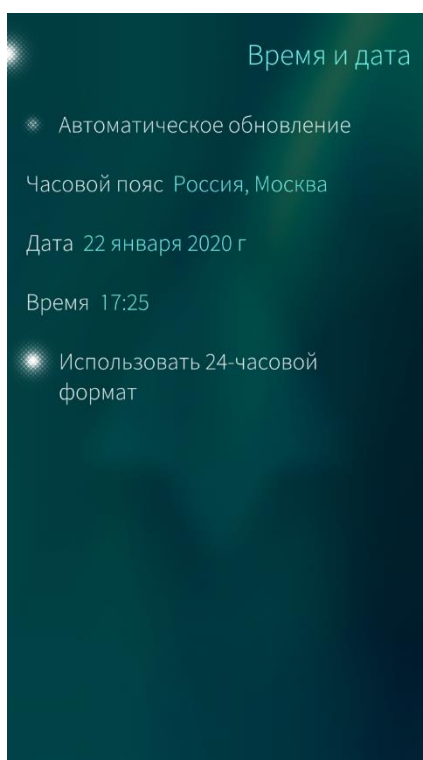 Время и дата
Автоматическое обновление
Часовой пояс Россия, Москва
Дата 22 января 2020 г
Время 17:25
Использовать 24-часовой
формат